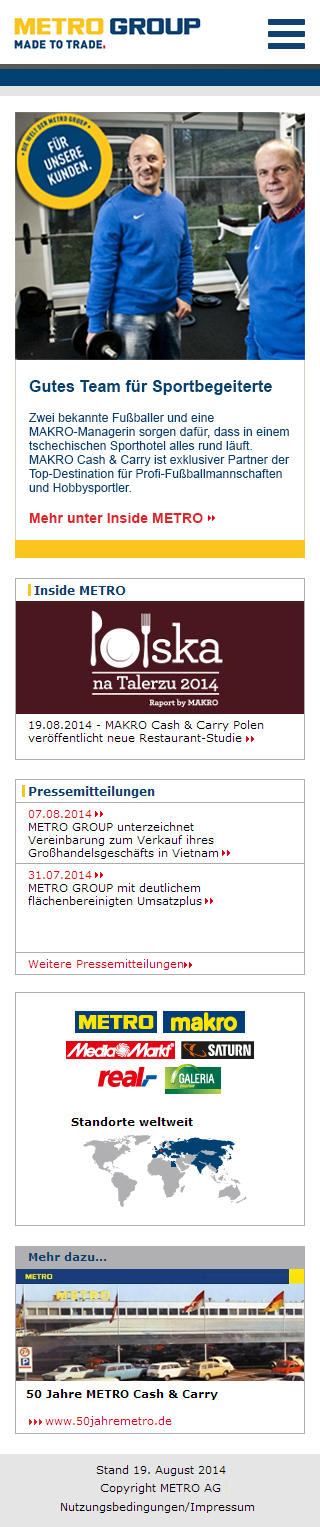 METRO GROUP
MADE TO TRADE.
DIE WELT DER METRO GROUP
FÜR
UNSERE
KUNDEN.
Gutes Team für Sportbegeiterte
Zwei bekannte Fußballer und eine
MAKRO-Managerin sorgen dafür, dass in einem
tschechischen Sporthotel alles rund läuft.
MAKRO Cash & Carry ist exklusiver Partner der
Top-Destination für Profi-Fußballmannschaften
und Hobbysportler.
Mehr unter Inside METRO
Inside METRO
Polska
na Talerzu 2014
Raport by MAKRO
19.08.2014 - MAKRO Cash & Carry Polen
veröffentlicht neue Restaurant-Studie
Pressemitteilungen
07.08.2014
METRO GROUP unterzeichnet
Vereinbarung zum Verkauf ihres
Großhandelsgeschäfts in Vietnam
31.07.2014
METRO GROUP mit deutlichem
flächenbereinigten Umsatzplus
Weitere Pressemitteilungen
METRO makro
Media Markt SATURN
real,- GALERIA
Standorte weltweit
Mehr dazu...
METRO
METRO
50 Jahre METRO Cash & Carry
www.50jahremetro.de
Stand 19. August 2014
Copyright METRO AG
Nutzungsbedingungen/Impressum